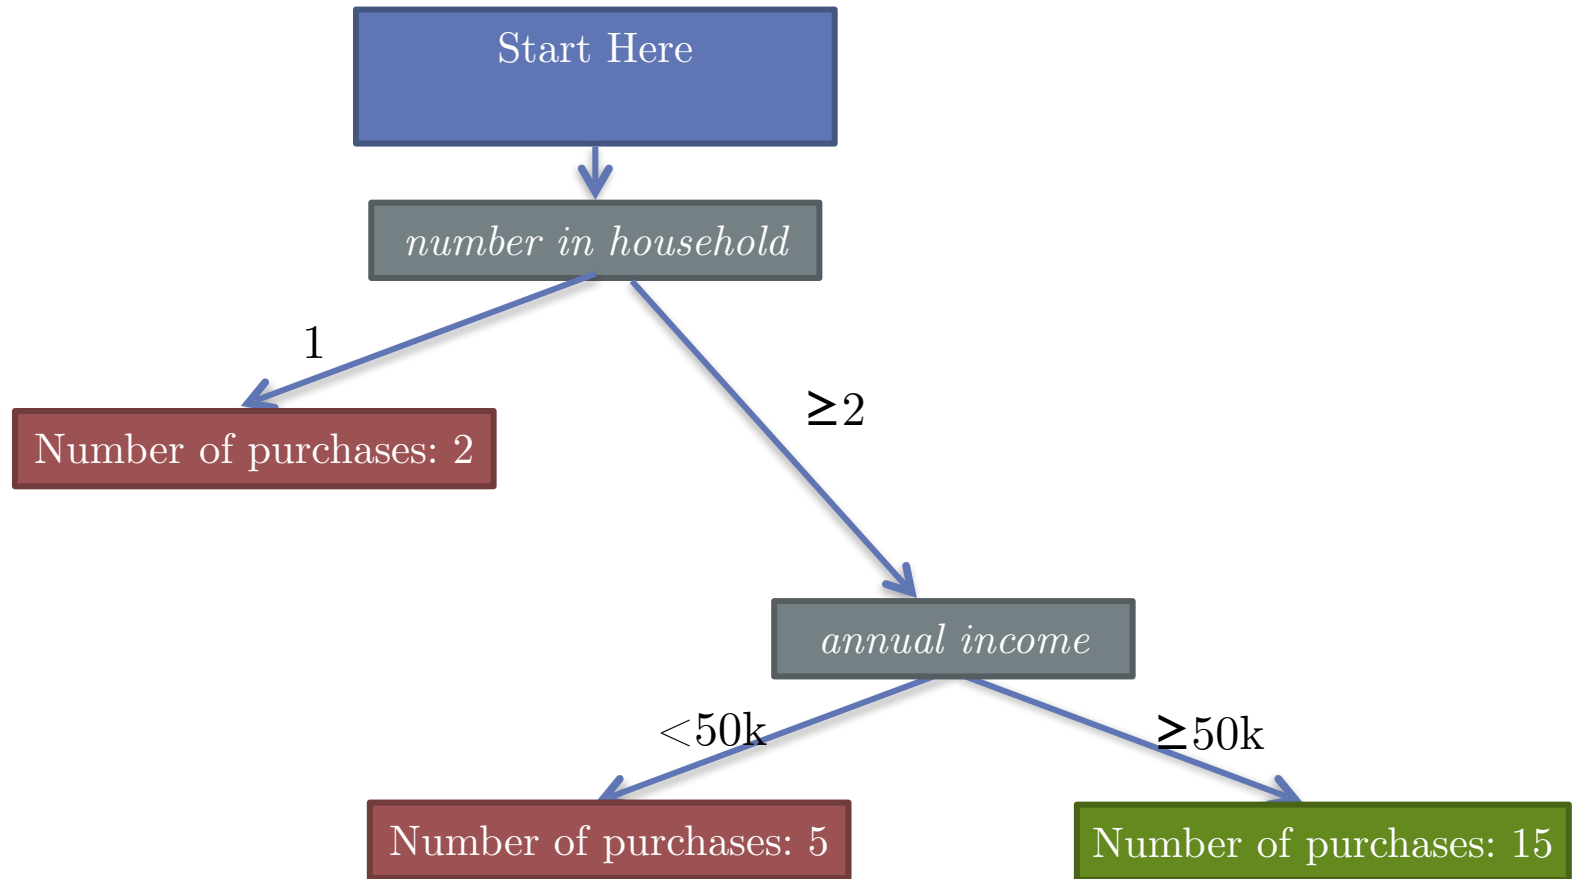 Start Here
number in household
1
≥2
Number of purchases: 2
annual income
<50k
≥50k
Number of purchases: 5
Number of purchases: 15